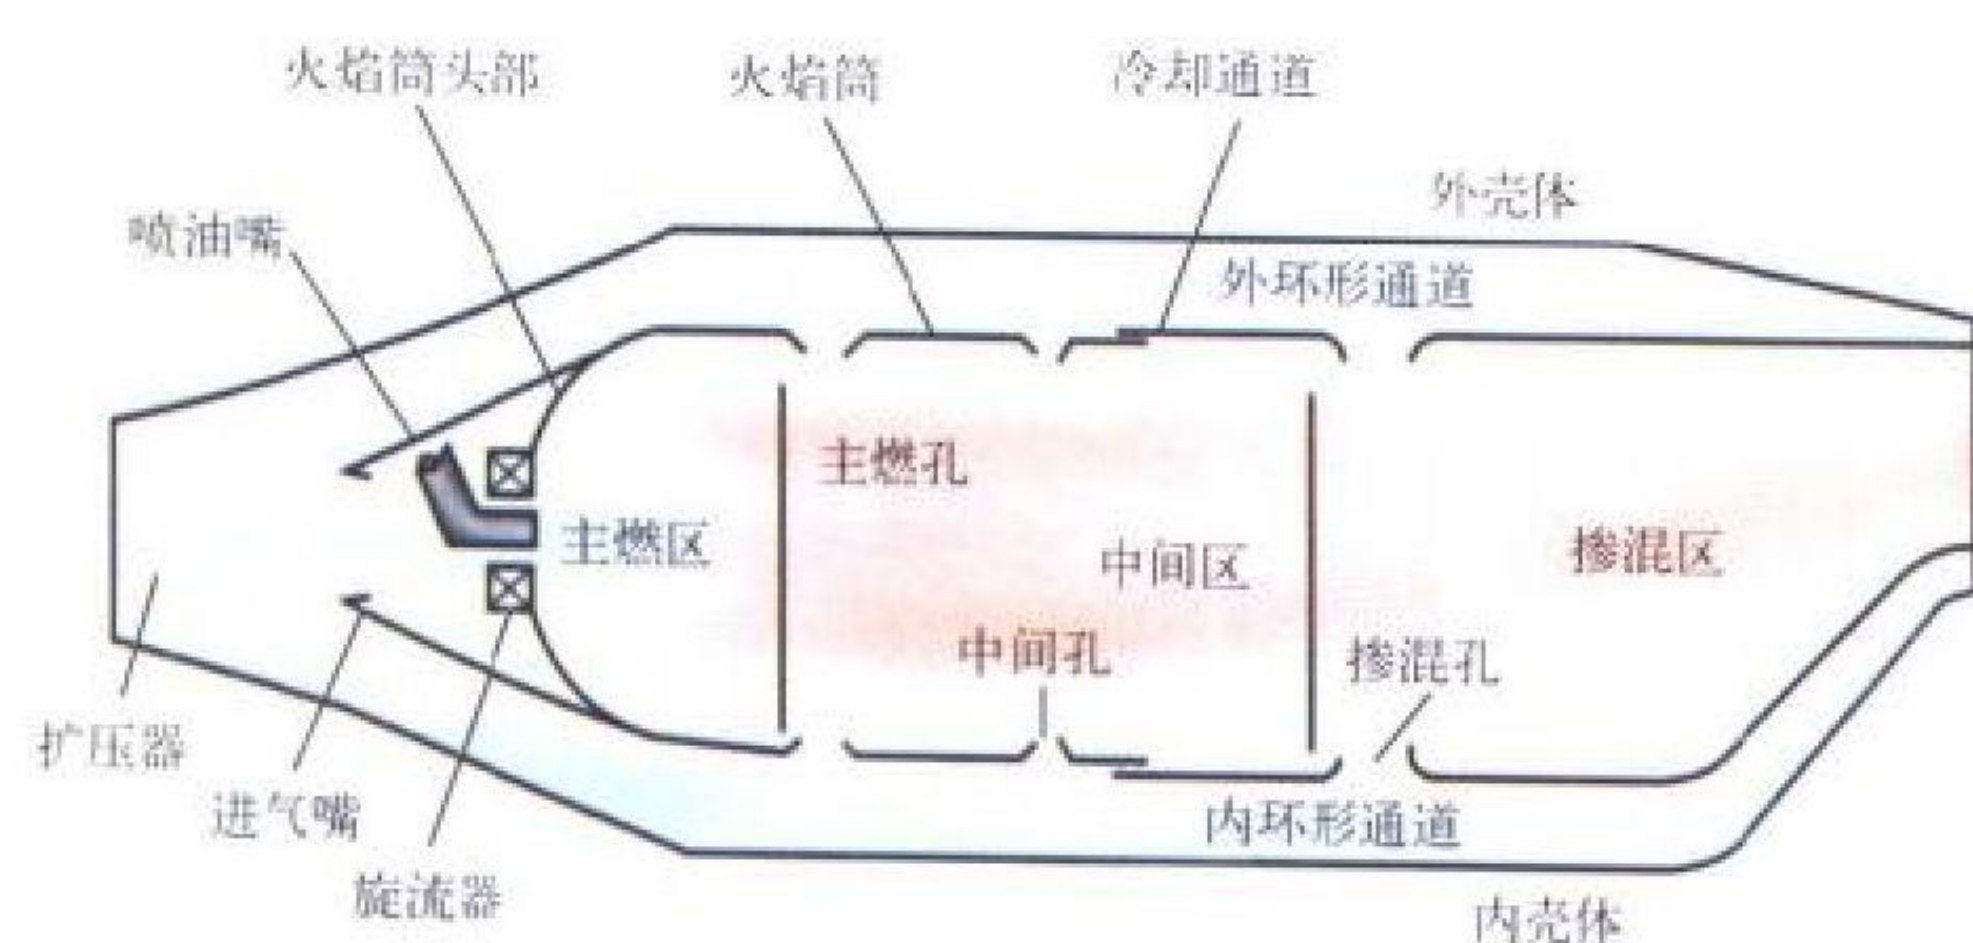 火焰筒头部
火焰筒
冷却通道
外壳体
喷油嘴
外环形通道
主燃孔
主燃区
中间区
掺混区
中间孔
掺混孔
扩压器
进气嘴
内环形通道
旋流器
内壳体